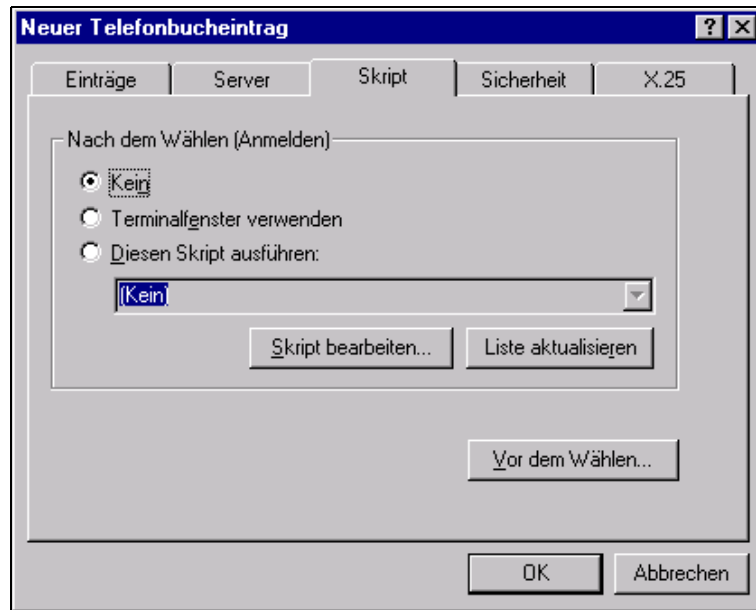 Neuer Telefonbucheintrag
Einträge Server Skript Sicherheit X.25
Nach dem Wählen (Anmelden)
Kein
Terminalfenster verwenden
Diesen Skript ausführen:
(Kein)
Skript bearbeiten... Liste aktualisieren
Vor dem Wählen...
OK Abbrechen